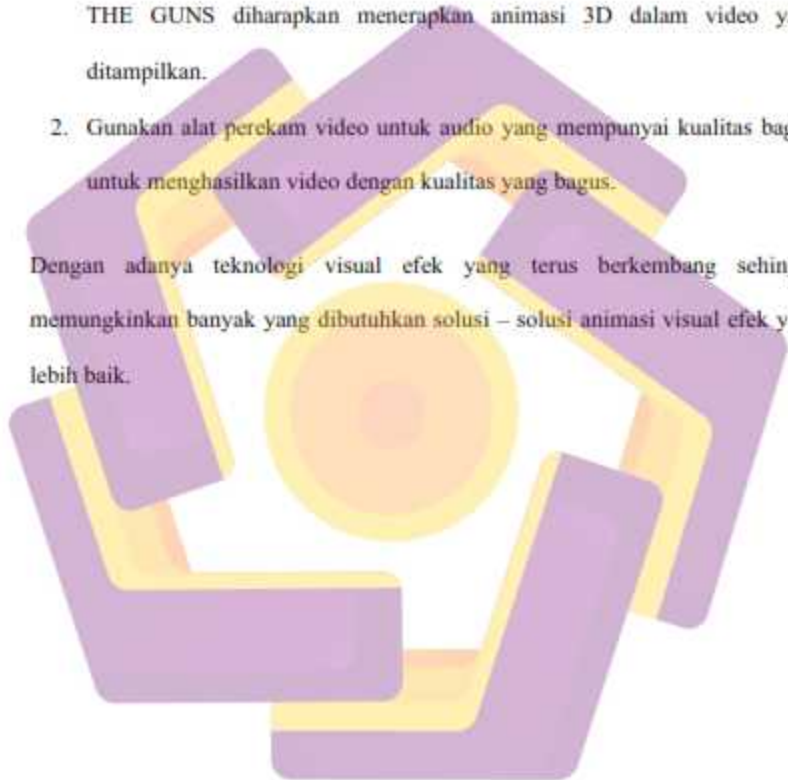 THE GUNS diharapkan menerapkan animasi 3D dalam video y
ditampilkan.
2. Gunakan alat perekam video untuk audio yang mempunyai kualitas bag
untuk menghasilkan video dengan kualitas yang bagus.
Dengan adanya teknologi visual efek yang terus berkembang sehin
memungkinkan banyak yang dibutuhkan solusi – solusi animasi visual efek y
lebih baik.